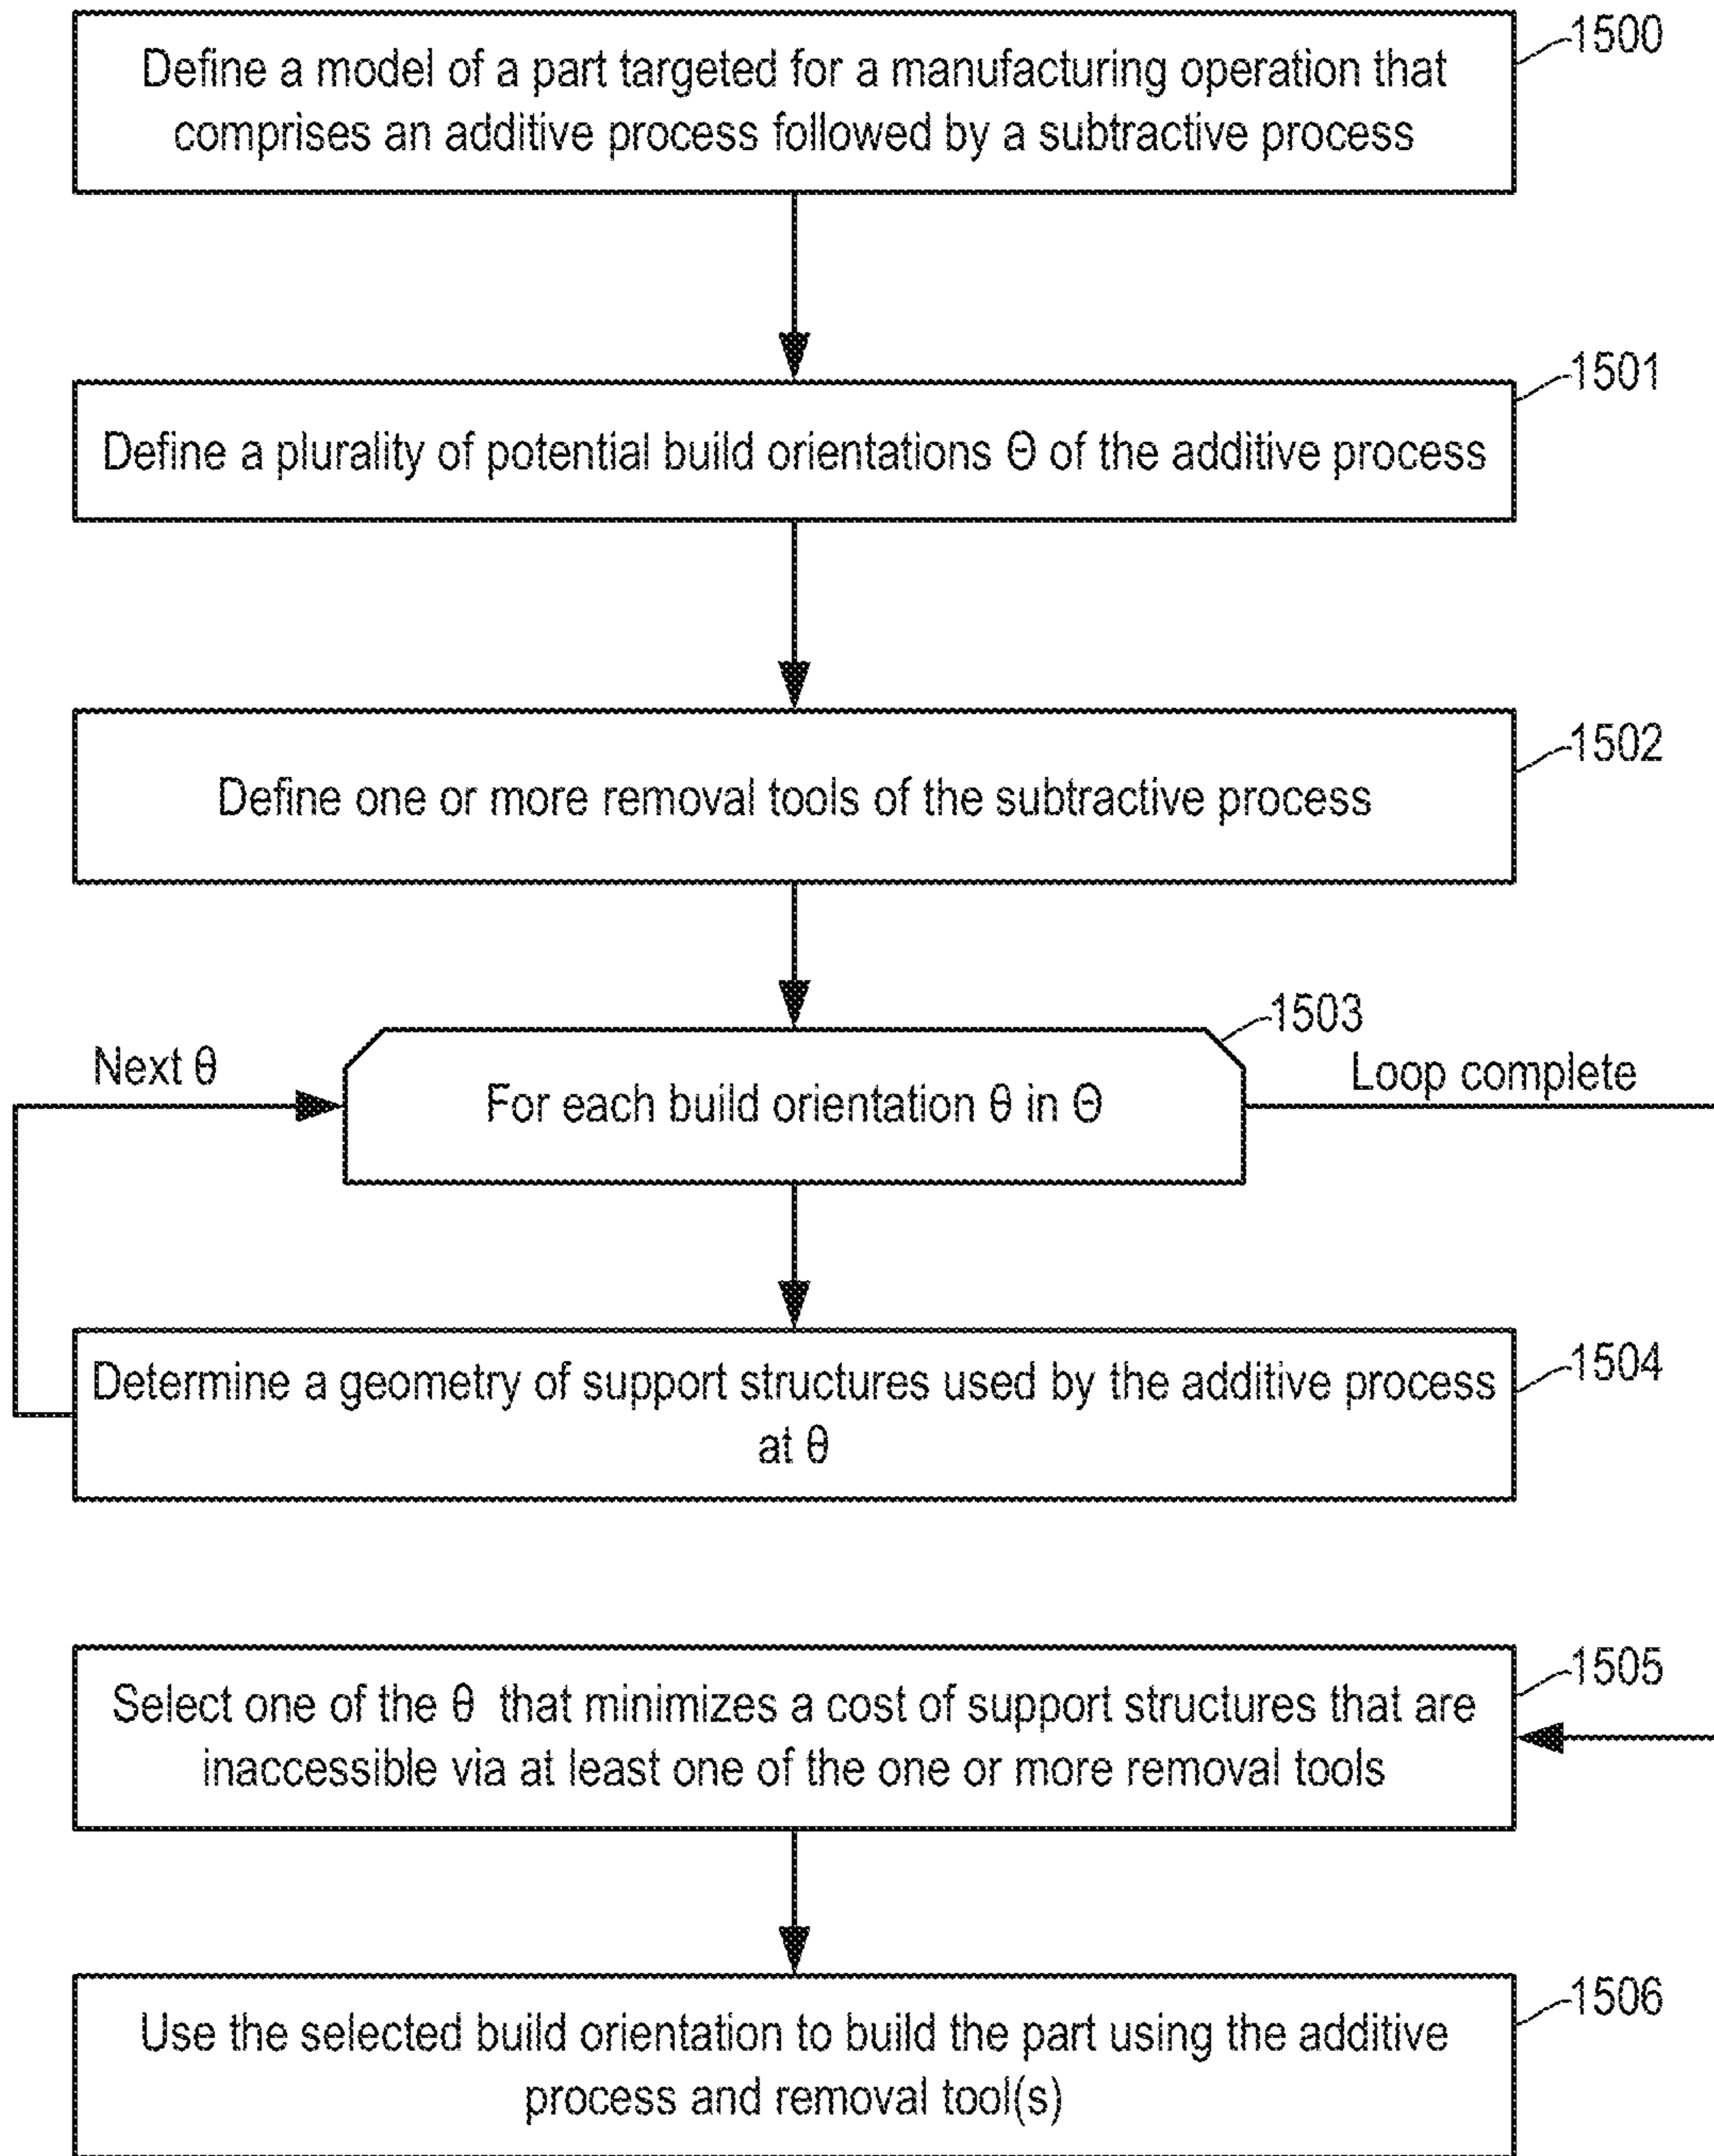 1500
Define a model of a part targeted for a manufacturing operation that
comprises an additive process followed by a subtractive process
1501
Define a plurality of potential build orientations Θ of the additive process
1502
Define one or more removal tools of the subtractive process
1503
Next θ
For each build orientation θ in Θ
Loop complete
1504
Determine a geometry of support structures used by the additive process
at θ
1505
Select one of the θ that minimizes a cost of support structures that are
inaccessible via at least one of the one or more removal tools
1506
Use the selected build orientation to build the part using the additive
process and removal tool(s)